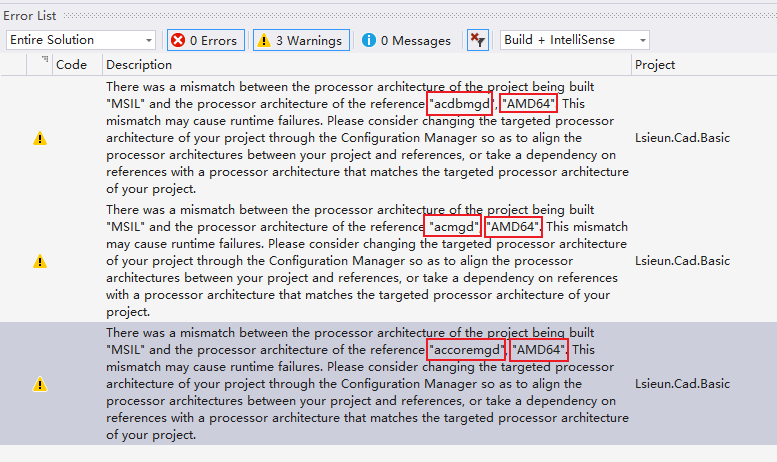 Error List
Entire Solution 0 Errors 3 Warnings 0 Messages Build + IntelliSense
Code Description Project
There was a mismatch between the processor architecture of the project being built
"MSIL" and the processor architecture of the reference "acdbmgd", "AMD64". This
mismatch may cause runtime failures. Please consider changing the targeted processor
architecture of your project through the Configuration Manager so as to align the
processor architectures between your project and references, or take a dependency on
references with a processor architecture that matches the targeted processor architecture
of your project.
Lsieun.Cad.Basic
There was a mismatch between the processor architecture of the project being built
"MSIL" and the processor architecture of the reference "acmgd", "AMD64". This mismatch
may cause runtime failures. Please consider changing the targeted processor architecture
of your project through the Configuration Manager so as to align the processor
architectures between your project and references, or take a dependency on references
with a processor architecture that matches the targeted processor architecture of your
project.
Lsieun.Cad.Basic
There was a mismatch between the processor architecture of the project being built
"MSIL" and the processor architecture of the reference "accoremgd", "AMD64". This
mismatch may cause runtime failures. Please consider changing the targeted processor
architecture of your project through the Configuration Manager so as to align the
processor architectures between your project and references, or take a dependency on
references with a processor architecture that matches the targeted processor architecture
of your project.
Lsieun.Cad.Basic